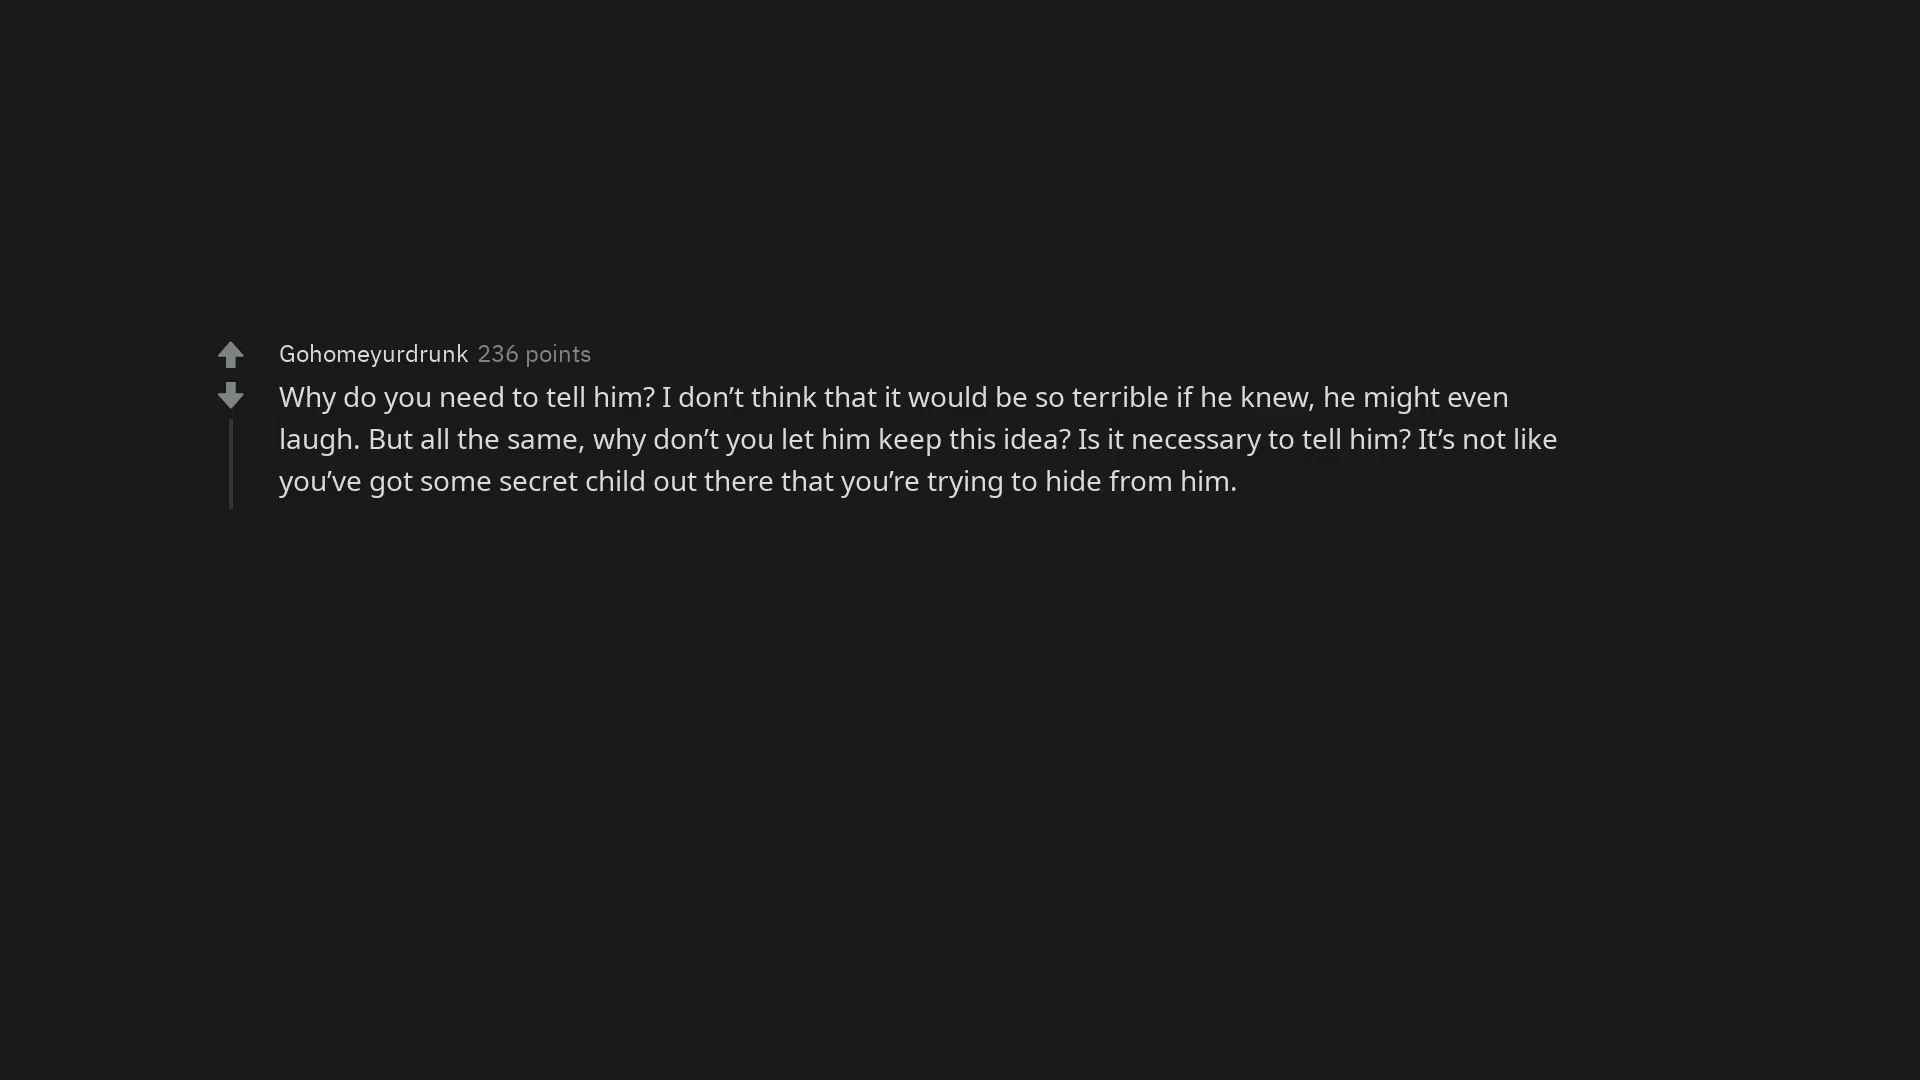 Gohomeyurdrunk 236 points
Why do you need to tell him? I don’t think that it would be so terrible if he knew, he might even
laugh. But all the same, why don’t you let him keep this idea? Is it necessary to tell him? It’s not like
you’ve got some secret child out there that you’re trying to hide from him.